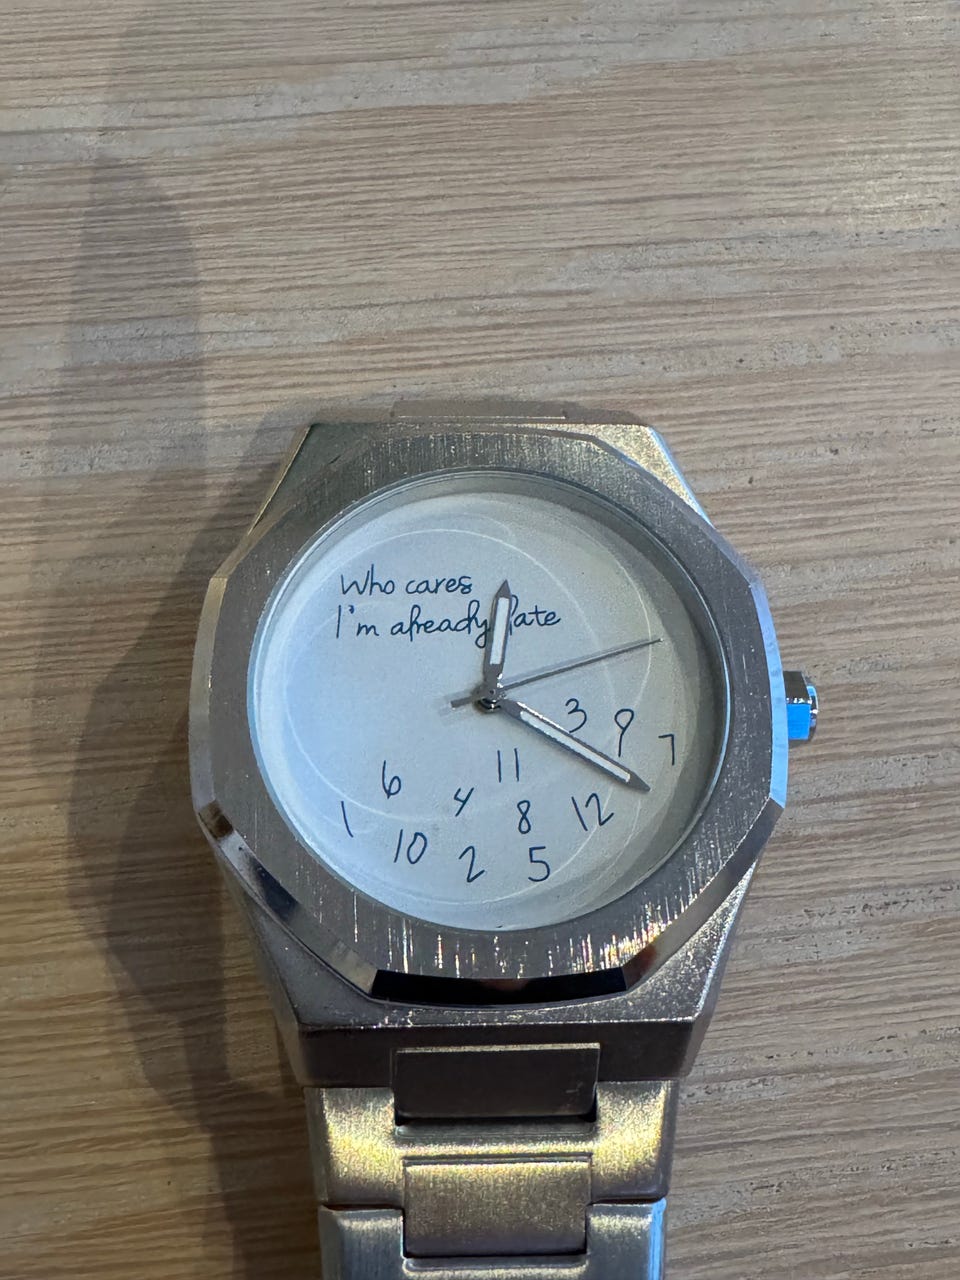 Who cares
I'm already late
3 9 7
6 11
1 4 8 12
10 2 5